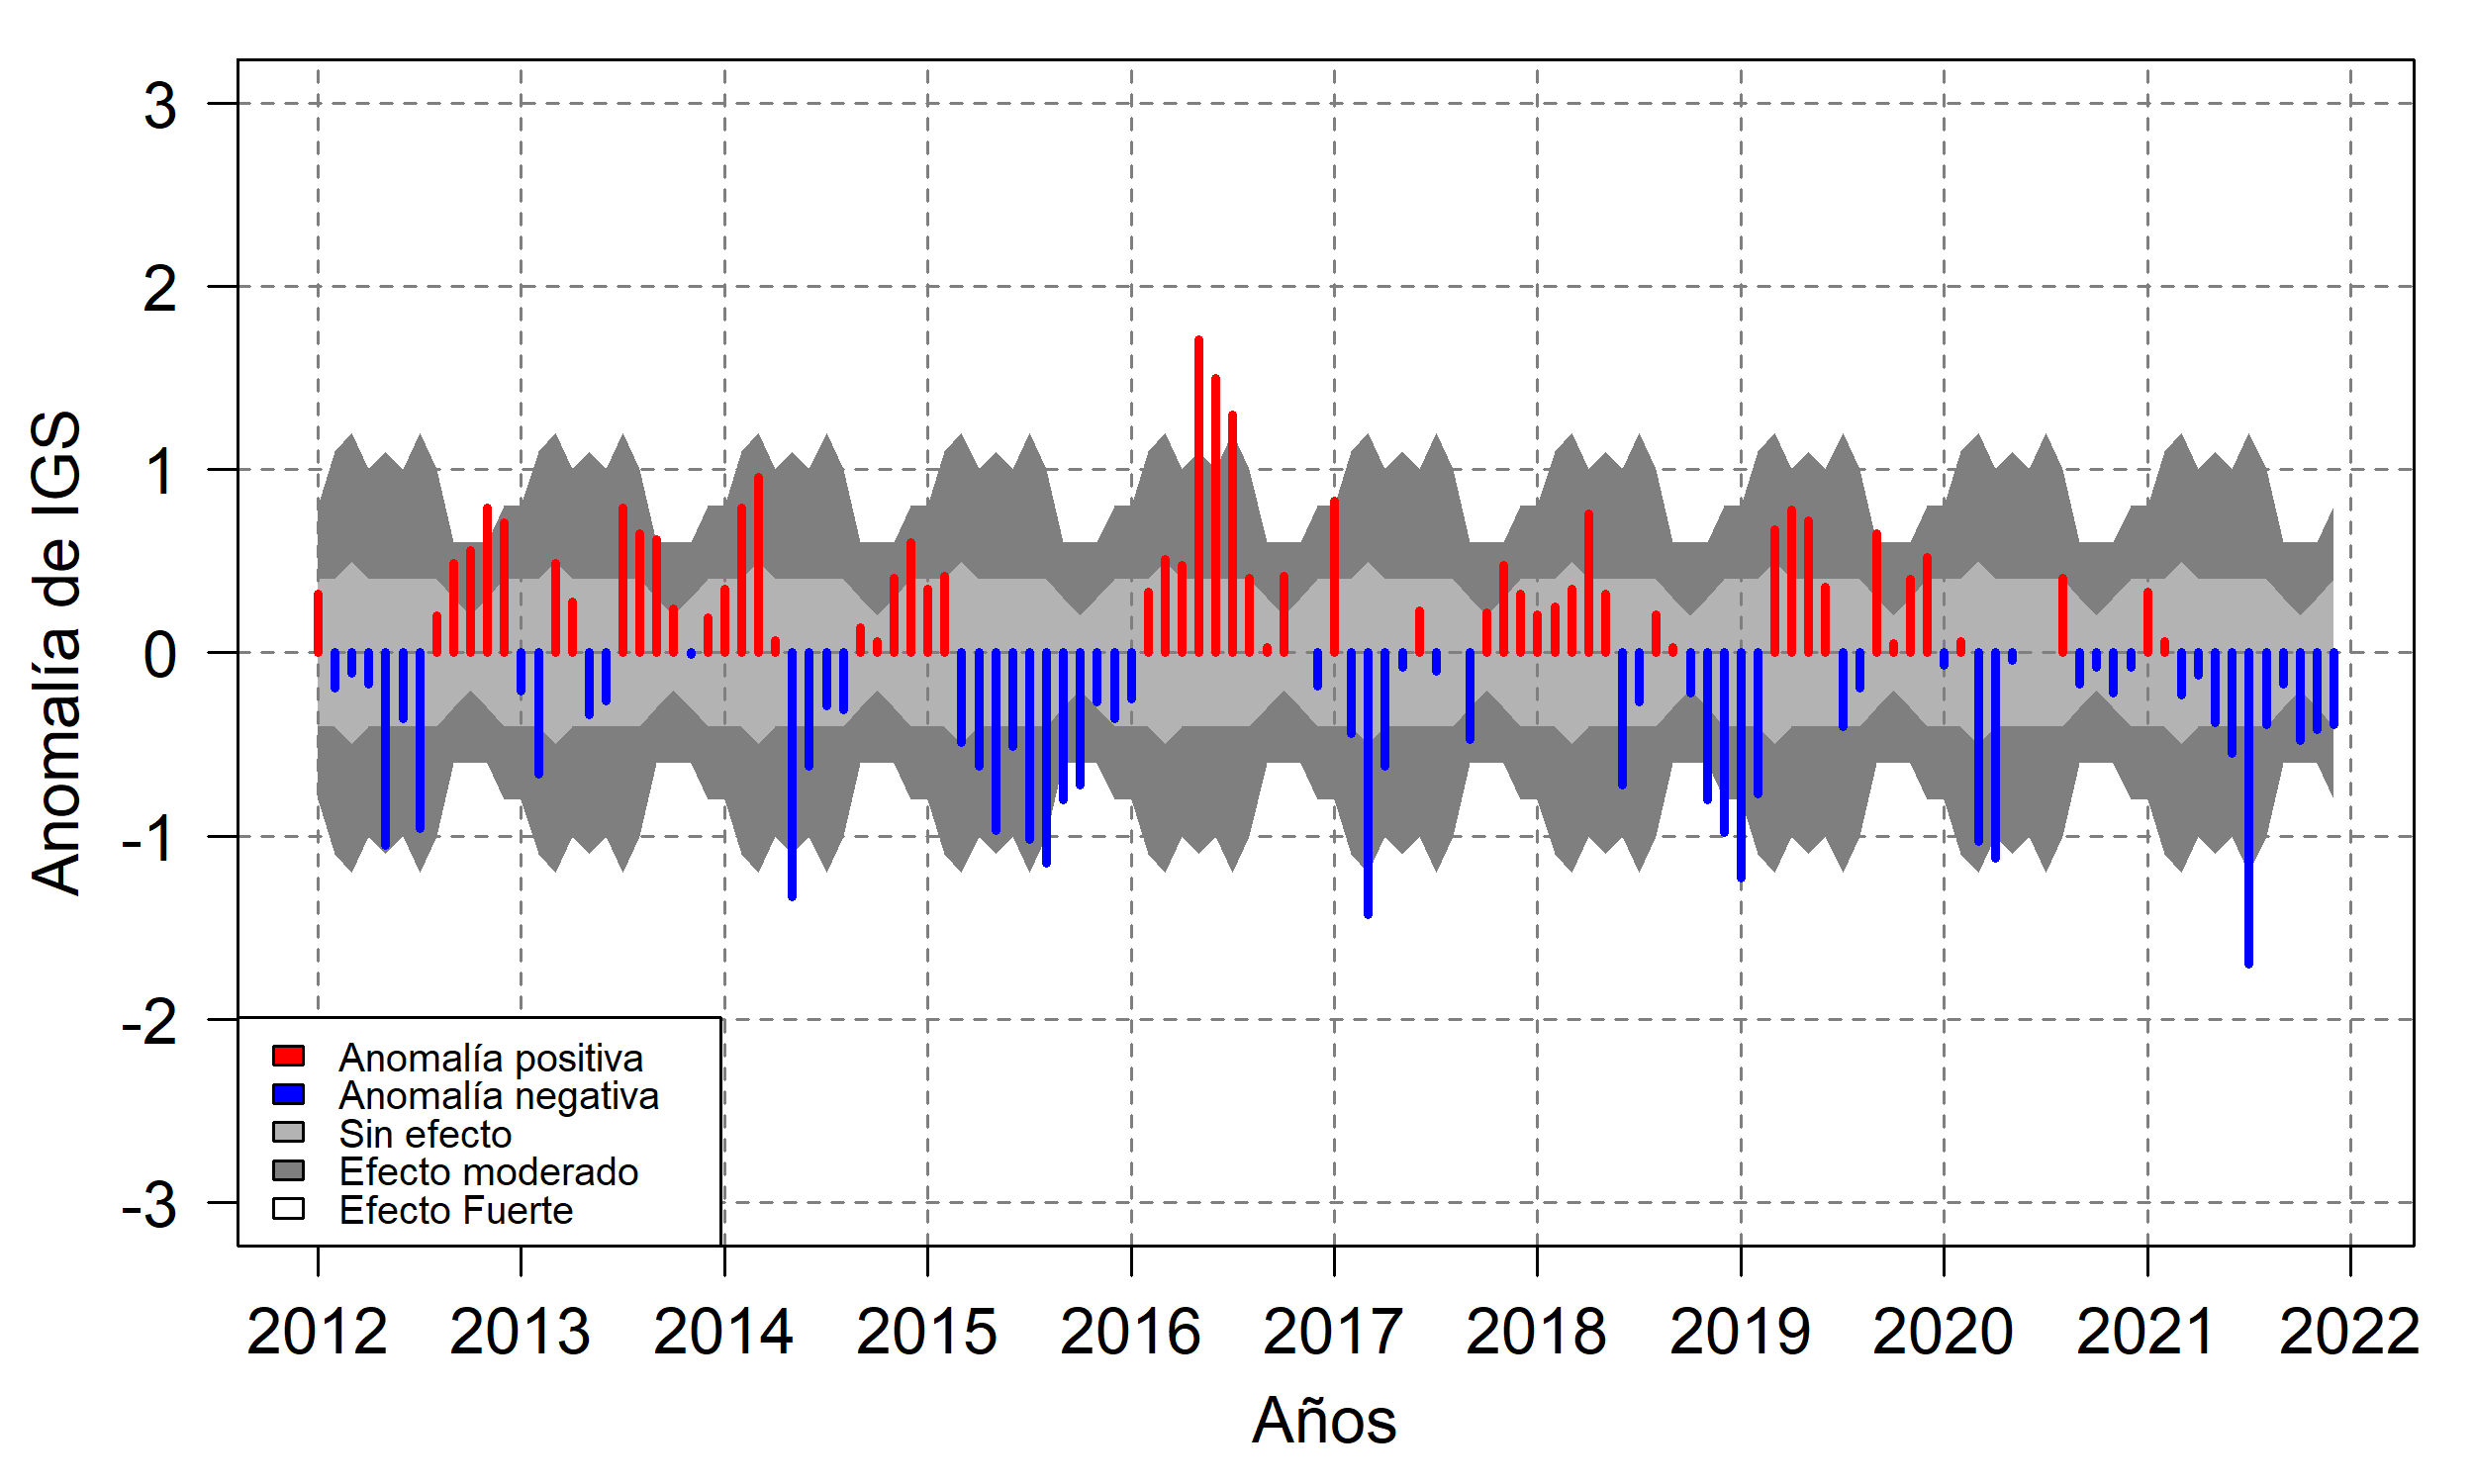 3
2
1
0
-1
-2
-3
Anomalía de IGS
Anomalía positiva
Anomalía negativa
Sin efecto
Efecto moderado
Efecto Fuerte
2012 2013 2014 2015 2016 2017 2018 2019 2020 2021 2022
Años